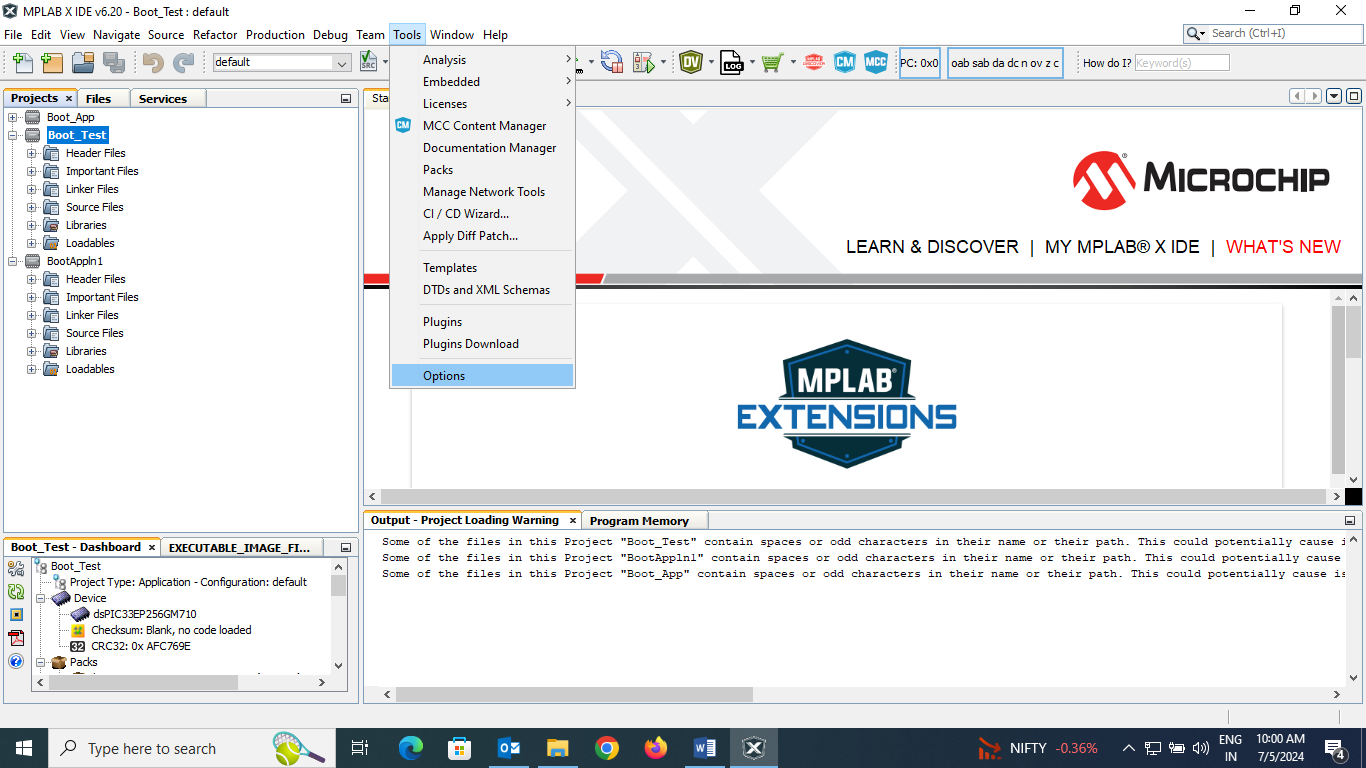 MPLAB X IDE v6.20 - Boot_Test : default
File Edit View Navigate Source Refactor Production Debug Team Tools Window Help
Search (Ctrl+I)
default
SRC
DV
LOG
CM
MCC
PC: 0x0
oab sab da dc n ov z c
How do I?
Keyword(s)
Projects × Files Services
Boot_App
Boot_Test
Header Files
Important Files
Linker Files
Source Files
Libraries
Loadables
BootAppln1
Header Files
Important Files
Linker Files
Source Files
Libraries
Loadables
Sta
Analysis
Embedded
Licenses
CM MCC Content Manager
Documentation Manager
Packs
Manage Network Tools
CI / CD Wizard...
Apply Diff Patch...
Templates
DTDs and XML Schemas
Plugins
Plugins Download
Options
MICROCHIP
LEARN & DISCOVER | MY MPLAB® X IDE | WHAT'S NEW
MPLAB®
EXTENSIONS
Output - Project Loading Warning × Program Memory
Some of the files in this Project "Boot_Test" contain spaces or odd characters in their name or their path. This could potentially cause i
Some of the files in this Project "BootAppln1" contain spaces or odd characters in their name or their path. This could potentially cause
Some of the files in this Project "Boot_App" contain spaces or odd characters in their name or their path. This could potentially cause is
Boot_Test - Dashboard × EXECUTABLE_IMAGE_FI...
Boot_Test
Project Type: Application - Configuration: default
Device
dsPIC33EP256GM710
Checksum: Blank, no code loaded
32 CRC32: 0x AFC769E
Packs
Type here to search
NIFTY -0.36%
ENG
IN
10:00 AM
7/5/2024
4